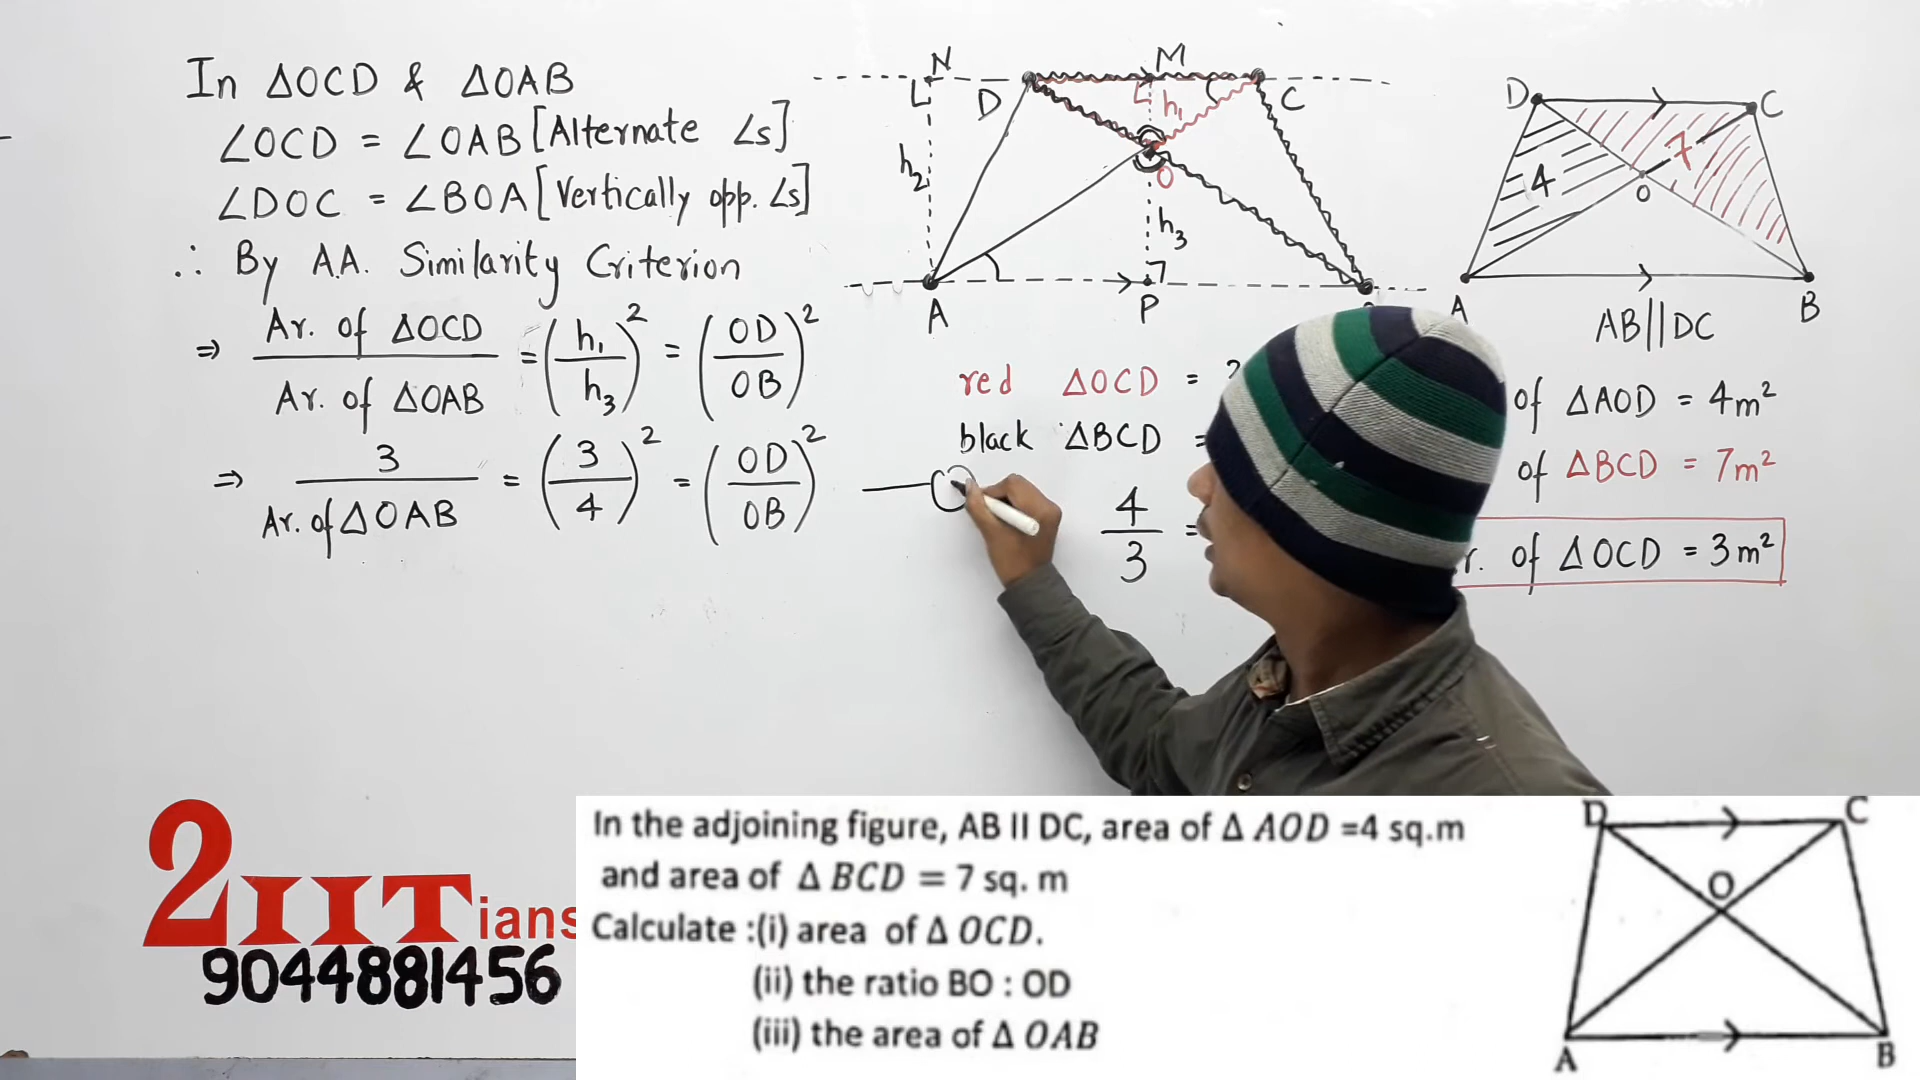 In ΔOCD & ΔOAB
∠OCD = ∠OAB [Alternate ∠s]
∠DOC = ∠BOA [Vertically opp. ∠s]
∴ By A.A. Similarity Criterion
⇒ Ar. of ΔOCD / Ar. of ΔOAB = (h₁/h₃)² = (OD/OB)²
⇒ 3 / Ar. of ΔOAB = (3/4)² = (OD/OB)²
N M
D C
h₁
h₂
O
h₃
A P
D C
4 7
O
A B
AB||DC
red ΔOCD =
black ΔBCD =
4/3 =
of ΔAOD = 4m²
of ΔBCD = 7m²
r. of ΔOCD = 3m²
2IITians
9044881456
In the adjoining figure, AB II DC, area of Δ AOD =4 sq.m
and area of Δ BCD = 7 sq. m
Calculate :(i) area of Δ OCD.
(ii) the ratio BO : OD
(iii) the area of Δ OAB
D C
O
A B